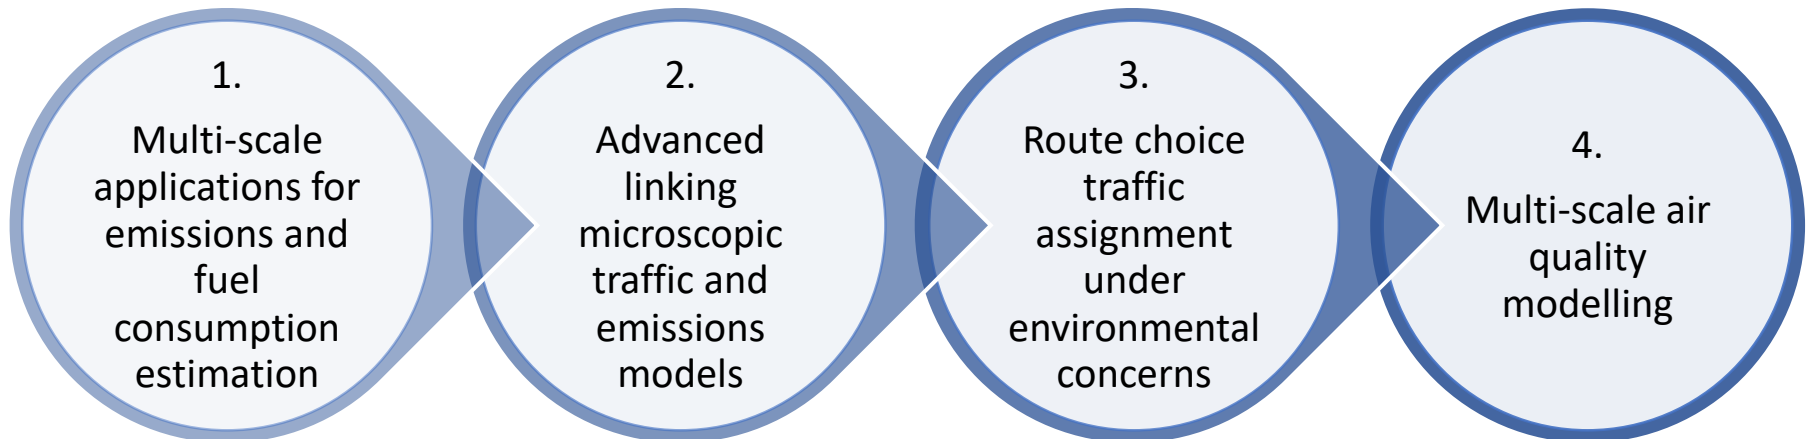 1.
Multi-scale
applications for
emissions and
fuel
consumption
estimation
2.
Advanced
linking
microscopic
traffic and
emissions
models
3.
Route choice
traffic
assignment
under
environmental
concerns
4.
Multi-scale air
quality
modelling